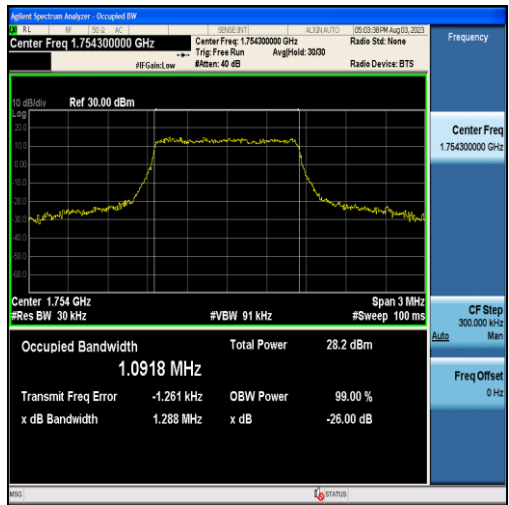 Agilent Spectrum Analyzer - Occupied BW
RL RF 50 Ω AC SENSE:INT ALIGN AUTO 05:03:38 PM Aug 03, 2023
Center Freq 1.754300000 GHz Center Freq: 1.754300000 GHz Radio Std: None Frequency
Trig: Free Run Avg|Hold: 30/30
#IFGain:Low #Atten: 40 dB Radio Device: BTS
10 dB/div Ref 30.00 dBm
Log
20.0
10.0
0.00
-10.0
-20.0
-30.0
-40.0
-50.0
-60.0
Center Freq
1.754300000 GHz
Center 1.754 GHz Span 3 MHz
#Res BW 30 kHz #VBW 91 kHz #Sweep 100 ms
CF Step
300.000 kHz
Auto Man
Occupied Bandwidth Total Power 28.2 dBm
1.0918 MHz
Freq Offset
0 Hz
Transmit Freq Error -1.261 kHz OBW Power 99.00 %
x dB Bandwidth 1.288 MHz x dB -26.00 dB
MSG STATUS